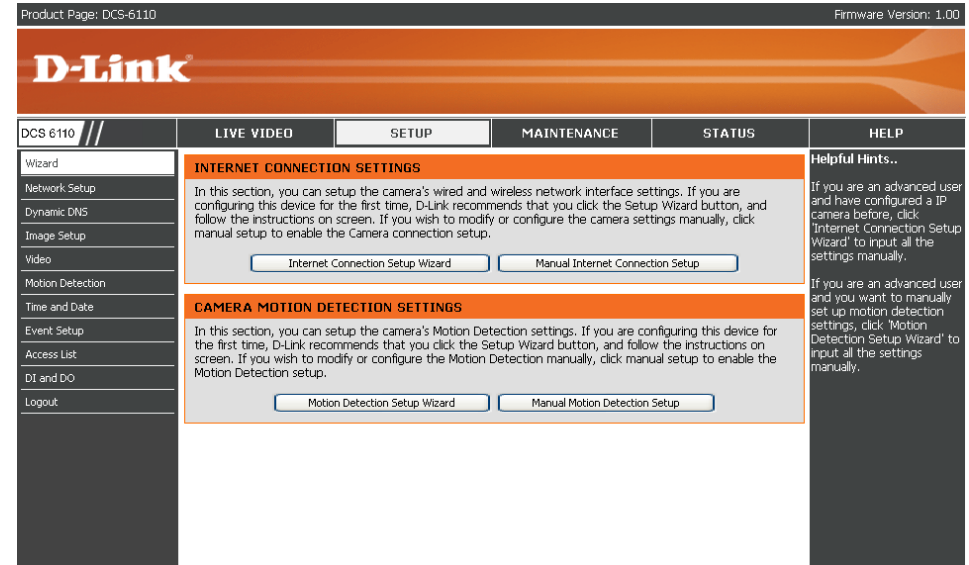 Product Page: DCS-6110
Firmware Version: 1.00
D-Link®
DCS 6110
LIVE VIDEO
SETUP
MAINTENANCE
STATUS
HELP
Wizard
Network Setup
Dynamic DNS
Image Setup
Video
Motion Detection
Time and Date
Event Setup
Access List
DI and DO
Logout
INTERNET CONNECTION SETTINGS
In this section, you can setup the camera's wired and wireless network interface settings. If you are
configuring this device for the first time, D-Link recommends that you click the Setup Wizard button, and
follow the instructions on screen. If you wish to modify or configure the camera settings manually, click
manual setup to enable the Camera connection setup.
Internet Connection Setup Wizard
Manual Internet Connection Setup
CAMERA MOTION DETECTION SETTINGS
In this section, you can setup the camera's Motion Detection settings. If you are configuring this device for
the first time, D-Link recommends that you click the Setup Wizard button, and follow the instructions on
screen. If you wish to modify or configure the Motion Detection manually, click manual setup to enable the
Motion Detection setup.
Motion Detection Setup Wizard
Manual Motion Detection Setup
Helpful Hints..
If you are an advanced user
and have configured a IP
camera before, click
'Internet Connection Setup
Wizard' to input all the
settings manually.
If you are an advanced user
and you want to manually
set up motion detection
settings, click 'Motion
Detection Setup Wizard' to
input all the settings
manually.